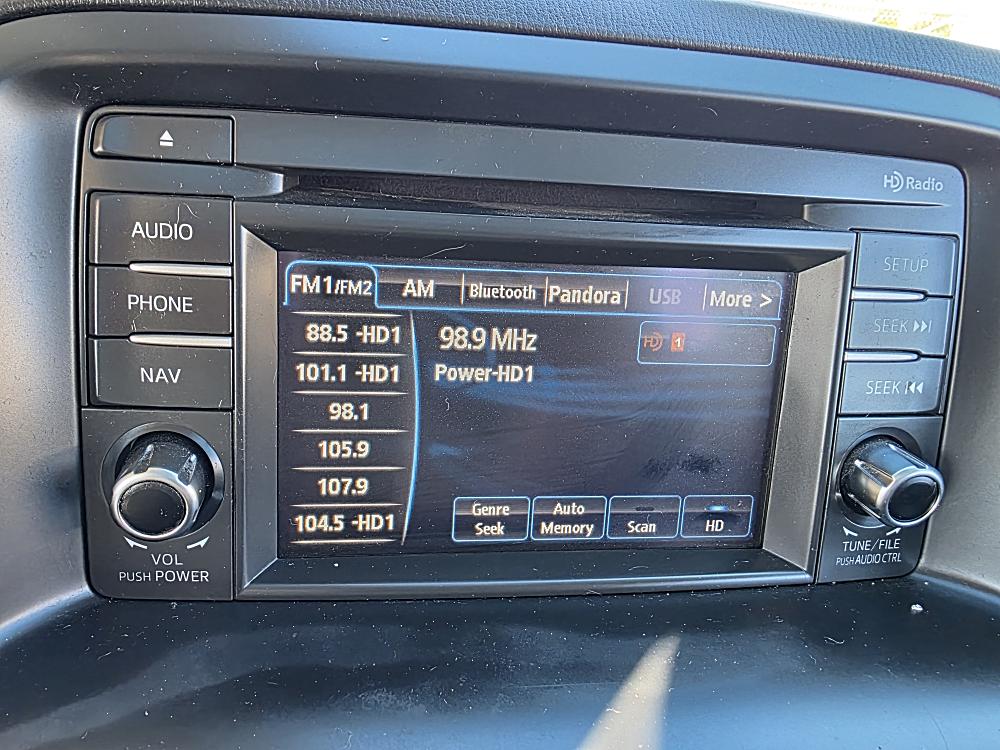 HD Radio
AUDIO
PHONE
NAV
VOL
PUSH POWER
FM1/FM2 AM Bluetooth Pandora USB More >
88.5 -HD1
101.1 -HD1
98.1
105.9
107.9
104.5 -HD1
98.9 MHz
HD 1
Power-HD1
Genre Seek
Auto Memory
Scan
HD
SETUP
SEEK
SEEK
TUNE/FILE
PUSH AUDIO CTRL